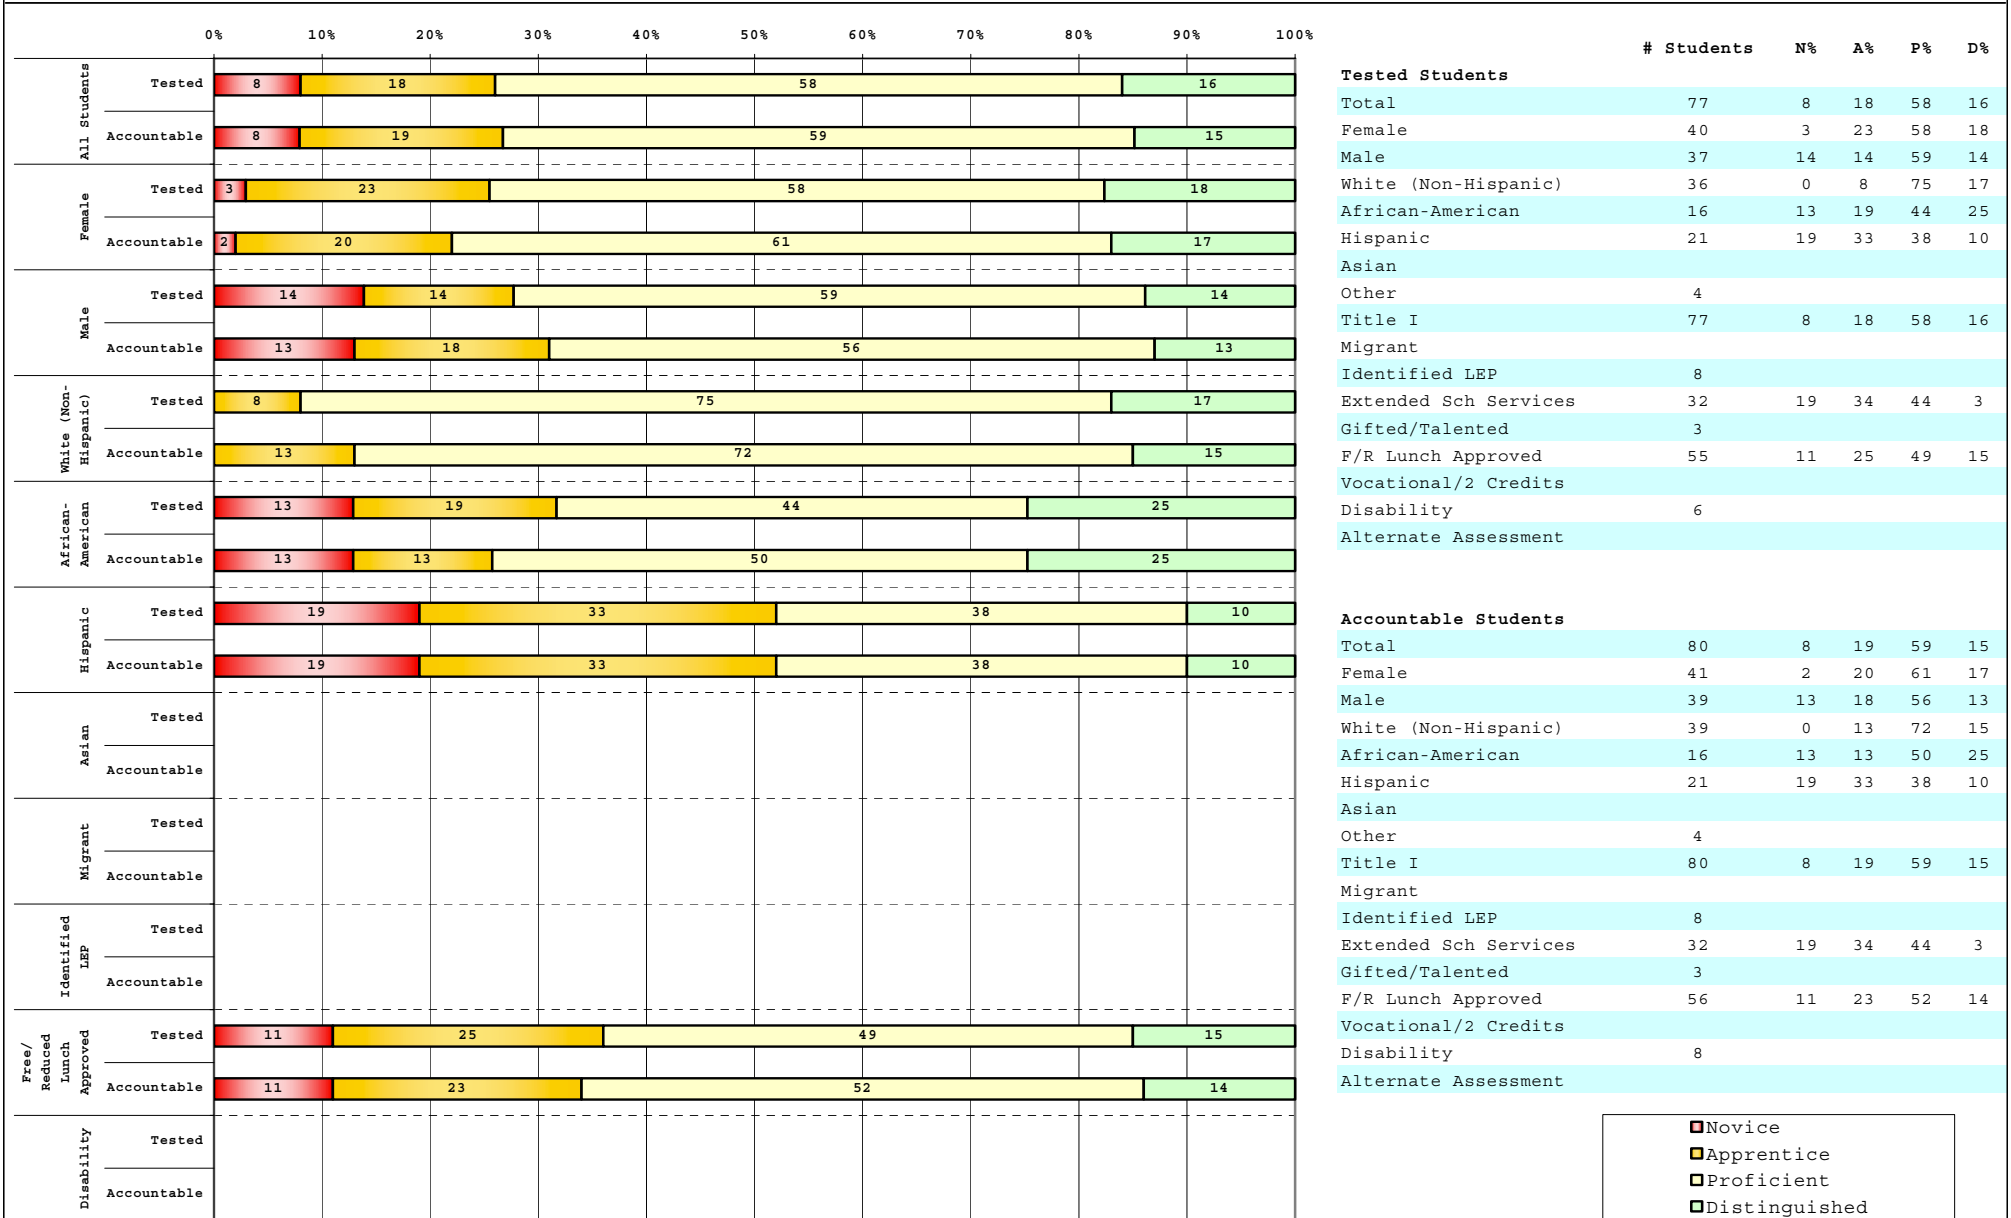 0% 10% 20% 30% 40% 50% 60% 70% 80% 90% 100%
All Students
Tested 8 18 58 16
Accountable 8 19 59 15
Female
Tested 3 23 58 18
Accountable 2 20 61 17
Male
Tested 14 14 59 14
Accountable 13 18 56 13
White (Non-
Hispanic)
Tested 8 75 17
Accountable 13 72 15
African-
American
Tested 13 19 44 25
Accountable 13 13 50 25
Hispanic
Tested 19 33 38 10
Accountable 19 33 38 10
Asian
Tested
Accountable
Migrant
Tested
Accountable
Identified
LEP
Tested
Accountable
Free/
Reduced
Lunch
Approved
Tested 11 25 49 15
Accountable 11 23 52 14
Disability
Tested
Accountable
# Students N% A% P% D%
Tested Students
Total 77 8 18 58 16
Female 40 3 23 58 18
Male 37 14 14 59 14
White (Non-Hispanic) 36 0 8 75 17
African-American 16 13 19 44 25
Hispanic 21 19 33 38 10
Asian
Other 4
Title I 77 8 18 58 16
Migrant
Identified LEP 8
Extended Sch Services 32 19 34 44 3
Gifted/Talented 3
F/R Lunch Approved 55 11 25 49 15
Vocational/2 Credits
Disability 6
Alternate Assessment
Accountable Students
Total 80 8 19 59 15
Female 41 2 20 61 17
Male 39 13 18 56 13
White (Non-Hispanic) 39 0 13 72 15
African-American 16 13 13 50 25
Hispanic 21 19 33 38 10
Asian
Other 4
Title I 80 8 19 59 15
Migrant
Identified LEP 8
Extended Sch Services 32 19 34 44 3
Gifted/Talented 3
F/R Lunch Approved 56 11 23 52 14
Vocational/2 Credits
Disability 8
Alternate Assessment
Novice
Apprentice
Proficient
Distinguished